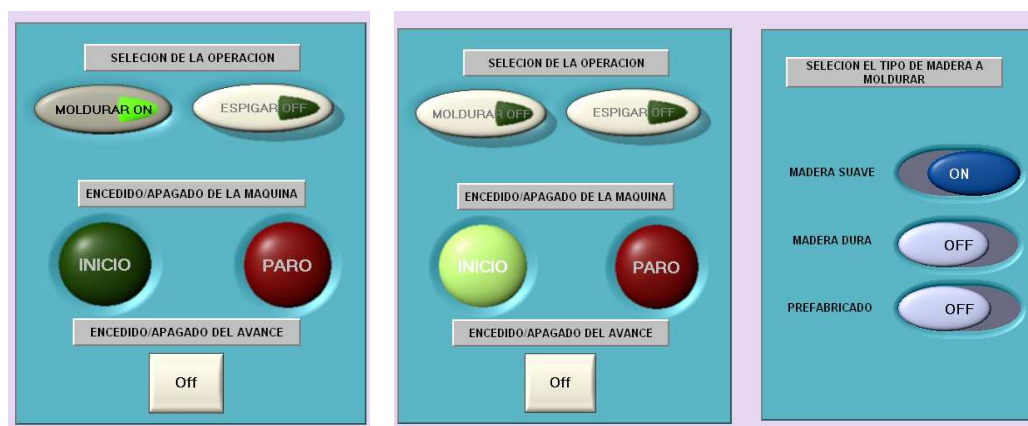 SELECION DE LA OPERACION
MOLDURAR ON
ESPIGAR OFF
ENCEDIDO/APAGADO DE LA MAQUINA
INICIO
PARO
ENCEDIDO/APAGADO DEL AVANCE
Off
SELECION DE LA OPERACION
MOLDURAR OFF
ESPIGAR OFF
ENCEDIDO/APAGADO DE LA MAQUINA
INICIO
PARO
ENCEDIDO/APAGADO DEL AVANCE
Off
SELECION EL TIPO DE MADERA A
MOLDURAR
MADERA SUAVE
ON
MADERA DURA
OFF
PREFABRICADO
OFF